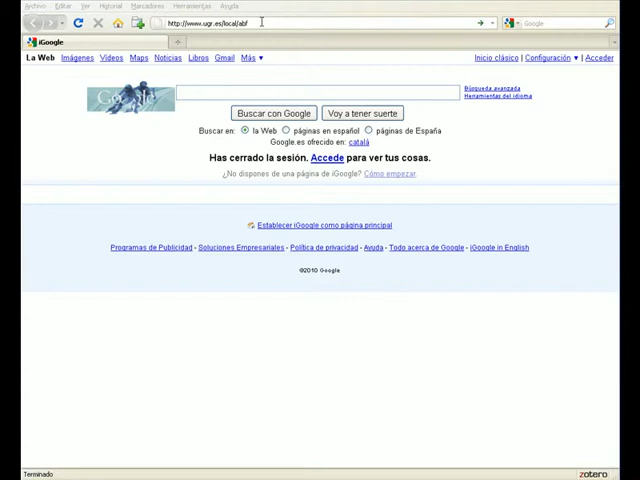 Archivo Editar Ver Historial Marcadores Herramientas Ayuda
http://www.ugr.es/local/abf
Google
iGoogle
La Web Imágenes Vídeos Maps Noticias Libros Gmail Más ▼
Inicio clásico | Configuración ▼ | Acceder
Google
Búsqueda avanzada
Herramientas del idioma
Buscar con Google
Voy a tener suerte
Buscar en: la Web páginas en español páginas de España
Google.es ofrecido en: català
Has cerrado la sesión. Accede para ver tus cosas.
¿No dispones de una página de iGoogle? Cómo empezar.
Establecer iGoogle como página principal
Programas de Publicidad - Soluciones Empresariales - Política de privacidad - Ayuda - Todo acerca de Google - iGoogle in English
©2010 Google
Terminado
zotero